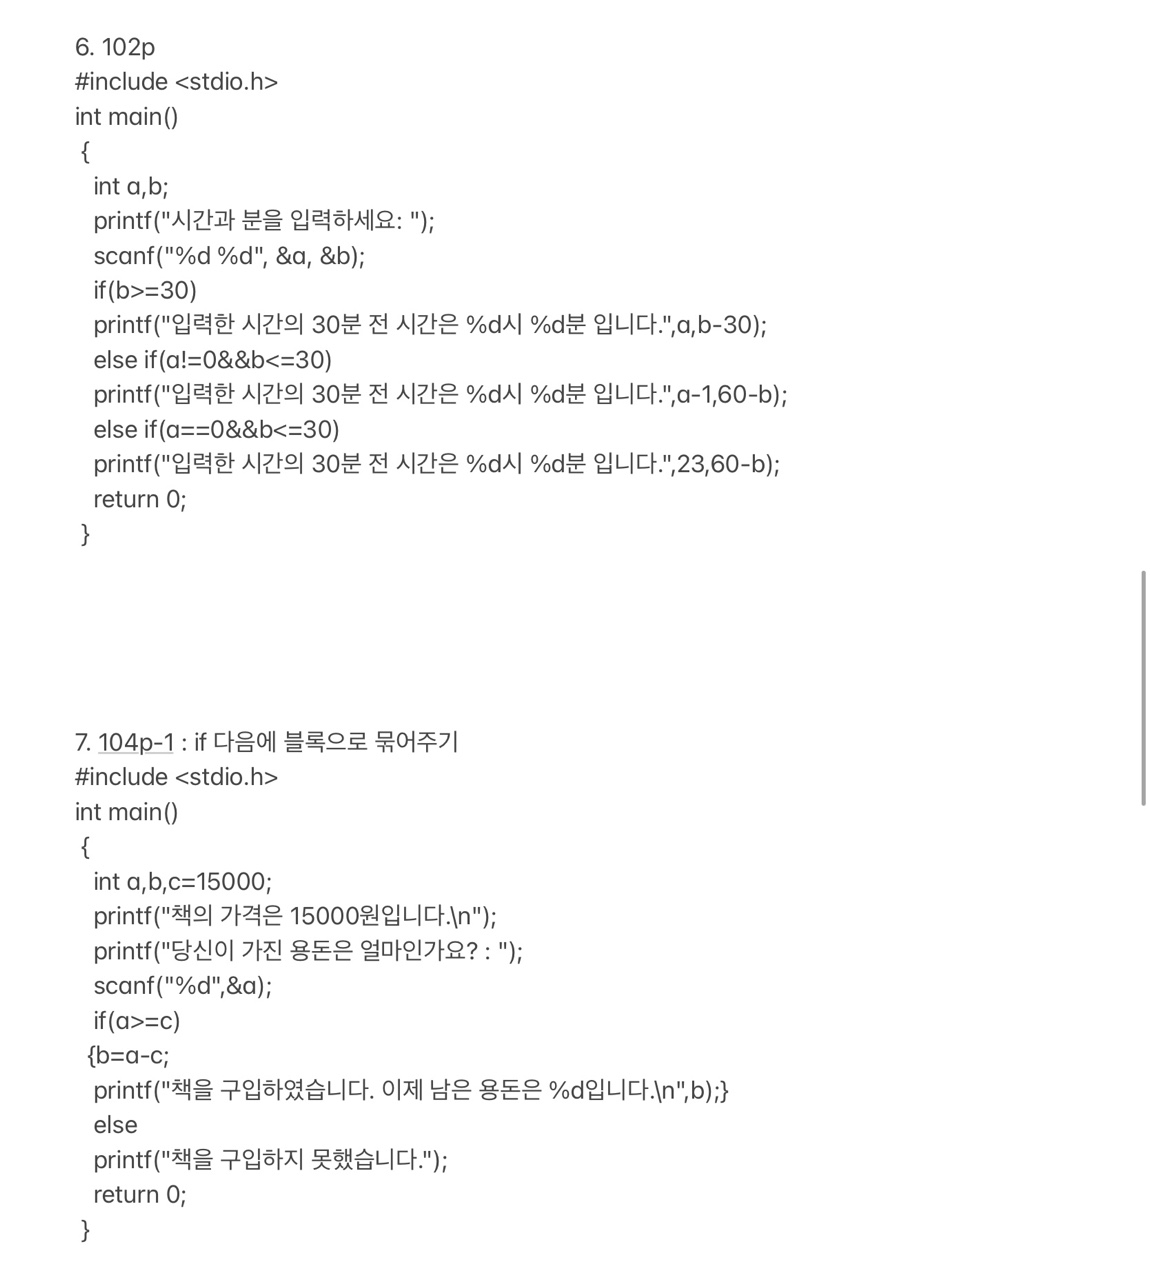 6. 102p
#include <stdio.h>
int main()
{
int a,b;
printf("시간과 분을 입력하세요: ");
scanf("%d %d", &a, &b);
if(b>=30)
printf("입력한 시간의 30분 전 시간은 %d시 %d분 입니다.",a,b-30);
else if(a!=0&&b<=30)
printf("입력한 시간의 30분 전 시간은 %d시 %d분 입니다.",a-1,60-b);
else if(a==0&&b<=30)
printf("입력한 시간의 30분 전 시간은 %d시 %d분 입니다.",23,60-b);
return 0;
}
7. 104p-1 : if 다음에 블록으로 묶어주기
#include <stdio.h>
int main()
{
int a,b,c=15000;
printf("책의 가격은 15000원입니다.\n");
printf("당신이 가진 용돈은 얼마인가요? : ");
scanf("%d",&a);
if(a>=c)
{b=a-c;
printf("책을 구입하였습니다. 이제 남은 용돈은 %d입니다.\n",b);}
else
printf("책을 구입하지 못했습니다.");
return 0;
}